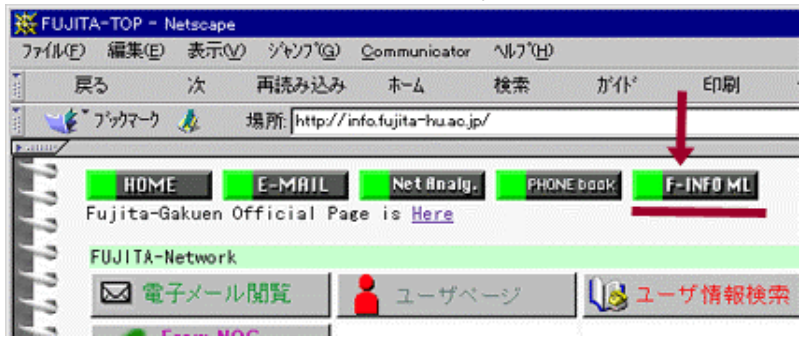 FUJITA-TOP - Netscape
ファイル(F) 編集(E) 表示(V) ジャンプ(G) Communicator ヘルプ(H)
戻る 次 再読み込み ホーム 検索 ガイド 印刷
ブックマーク 場所: http://info.fujita-hu.ac.jp/
HOME E-MAIL Net Analg. PHONE book F-INFO ML
Fujita-Gakuen Official Page is Here
FUJITA-Network
電子メール閲覧 ユーザページ ユーザ情報検索
From NOC